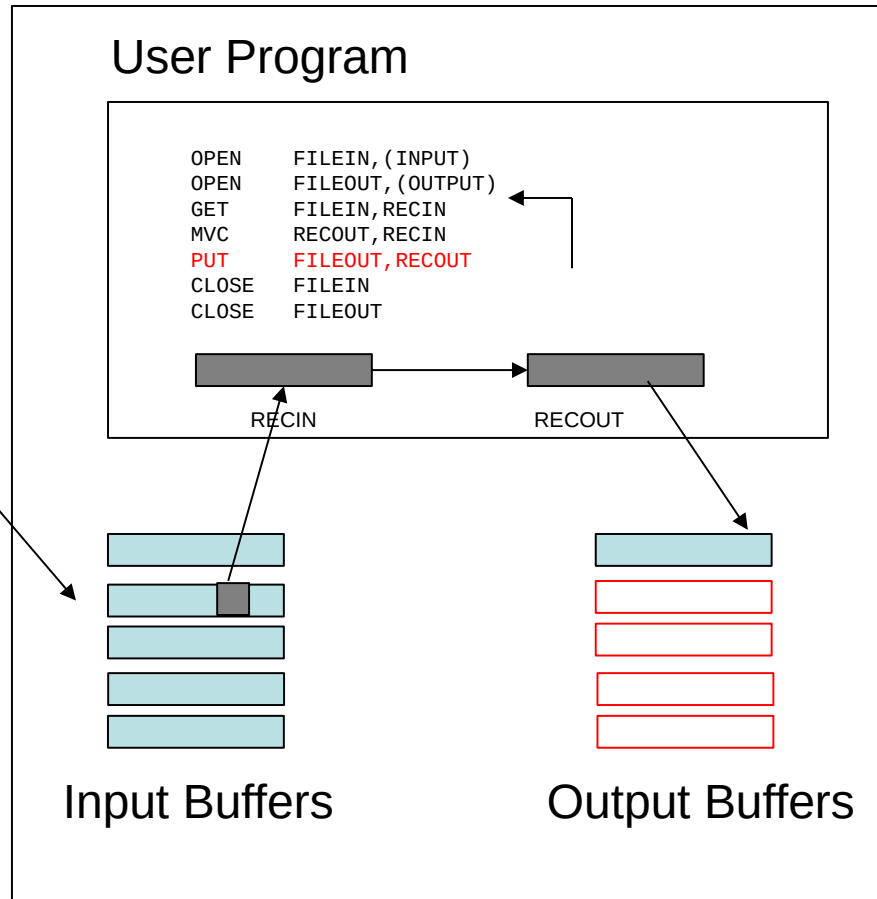 User Program
OPEN FILEIN,(INPUT)
OPEN FILEOUT,(OUTPUT)
GET FILEIN,RECIN
MVC RECOUT,RECIN
PUT FILEOUT,RECOUT
CLOSE FILEIN
CLOSE FILEOUT
RECIN RECOUT
Input Buffers Output Buffers